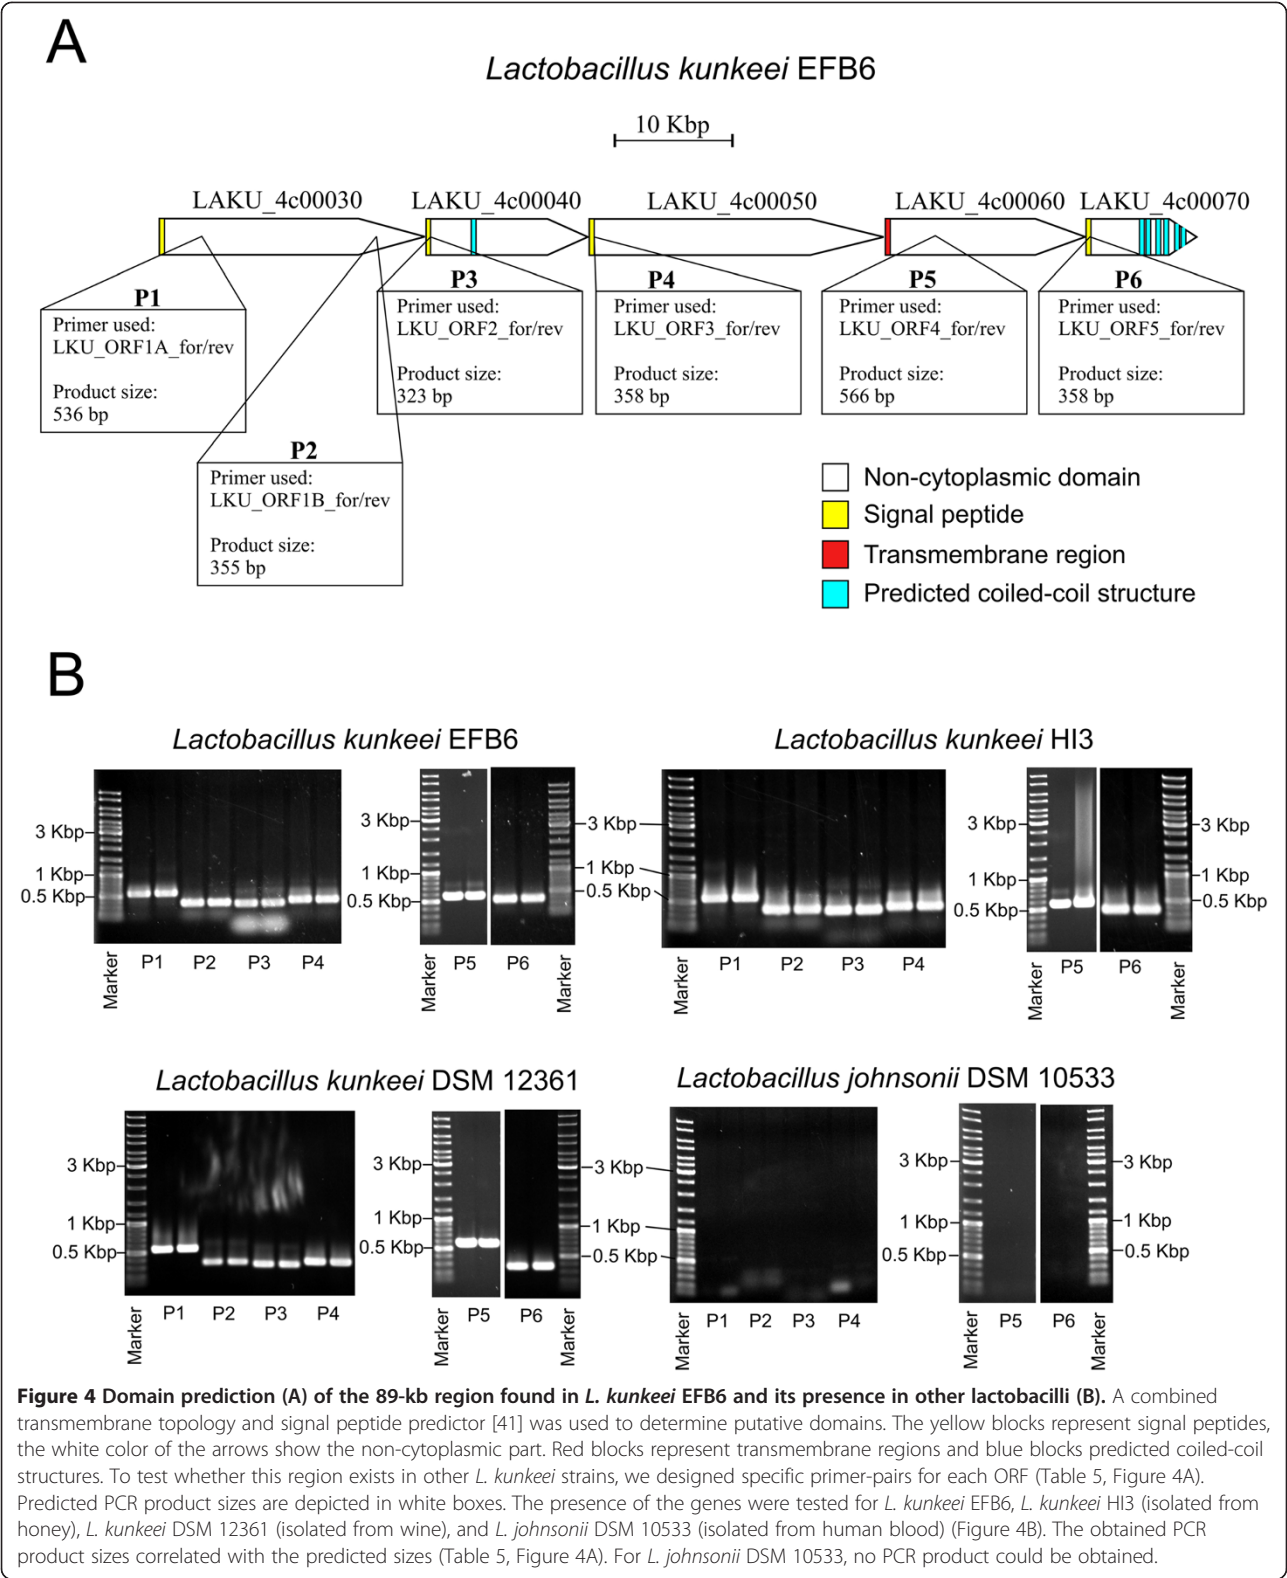 A
Lactobacillus kunkeei EFB6
10 Kbp
LAKU_4c00030
LAKU_4c00040
LAKU_4c00050
LAKU_4c00060
LAKU_4c00070
P1
Primer used:
LKU_ORF1A_for/rev
Product size:
536 bp
P2
Primer used:
LKU_ORF1B_for/rev
Product size:
355 bp
P3
Primer used:
LKU_ORF2_for/rev
Product size:
323 bp
P4
Primer used:
LKU_ORF3_for/rev
Product size:
358 bp
P5
Primer used:
LKU_ORF4_for/rev
Product size:
566 bp
P6
Primer used:
LKU_ORF5_for/rev
Product size:
358 bp
Non-cytoplasmic domain
Signal peptide
Transmembrane region
Predicted coiled-coil structure
B
Lactobacillus kunkeei EFB6
3 Kbp
1 Kbp
0.5 Kbp
Marker
P1
P2
P3
P4
3 Kbp
1 Kbp
0.5 Kbp
Marker
P5
P6
Marker
Lactobacillus kunkeei HI3
3 Kbp
1 Kbp
0.5 Kbp
Marker
P1
P2
P3
P4
3 Kbp
1 Kbp
0.5 Kbp
Marker
P5
P6
Marker
3 Kbp
1 Kbp
0.5 Kbp
Lactobacillus kunkeei DSM 12361
3 Kbp
1 Kbp
0.5 Kbp
Marker
P1
P2
P3
P4
3 Kbp
1 Kbp
0.5 Kbp
Marker
P5
P6
Marker
Lactobacillus johnsonii DSM 10533
3 Kbp
1 Kbp
0.5 Kbp
Marker
P1
P2
P3
P4
3 Kbp
1 Kbp
0.5 Kbp
Marker
P5
P6
Marker
3 Kbp
1 Kbp
0.5 Kbp
Figure 4 Domain prediction (A) of the 89-kb region found in L. kunkeei EFB6 and its presence in other lactobacilli (B). A combined
transmembrane topology and signal peptide predictor [41] was used to determine putative domains. The yellow blocks represent signal peptides,
the white color of the arrows show the non-cytoplasmic part. Red blocks represent transmembrane regions and blue blocks predicted coiled-coil
structures. To test whether this region exists in other L. kunkeei strains, we designed specific primer-pairs for each ORF (Table 5, Figure 4A).
Predicted PCR product sizes are depicted in white boxes. The presence of the genes were tested for L. kunkeei EFB6, L. kunkeei HI3 (isolated from
honey), L. kunkeei DSM 12361 (isolated from wine), and L. johnsonii DSM 10533 (isolated from human blood) (Figure 4B). The obtained PCR
product sizes correlated with the predicted sizes (Table 5, Figure 4A). For L. johnsonii DSM 10533, no PCR product could be obtained.